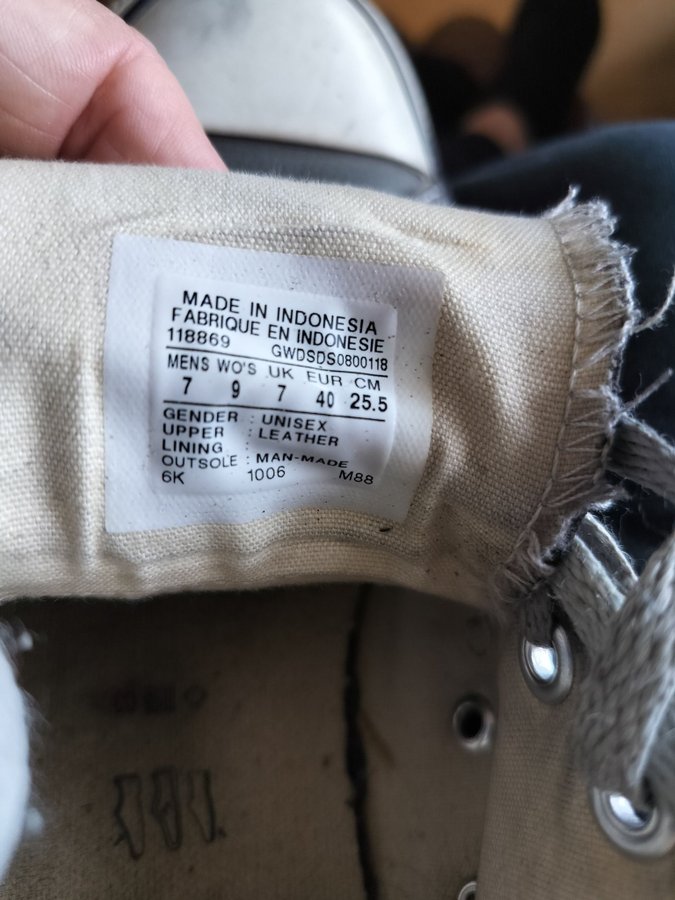 MADE IN INDONESIA
FABRIQUE EN INDONESIE
118869 GWDSDS0800118
MENS WO'S UK EUR CM
7 9 7 40 25.5
GENDER : UNISEX
UPPER : LEATHER
LINING
OUTSOLE : MAN-MADE
6K 1006 M88